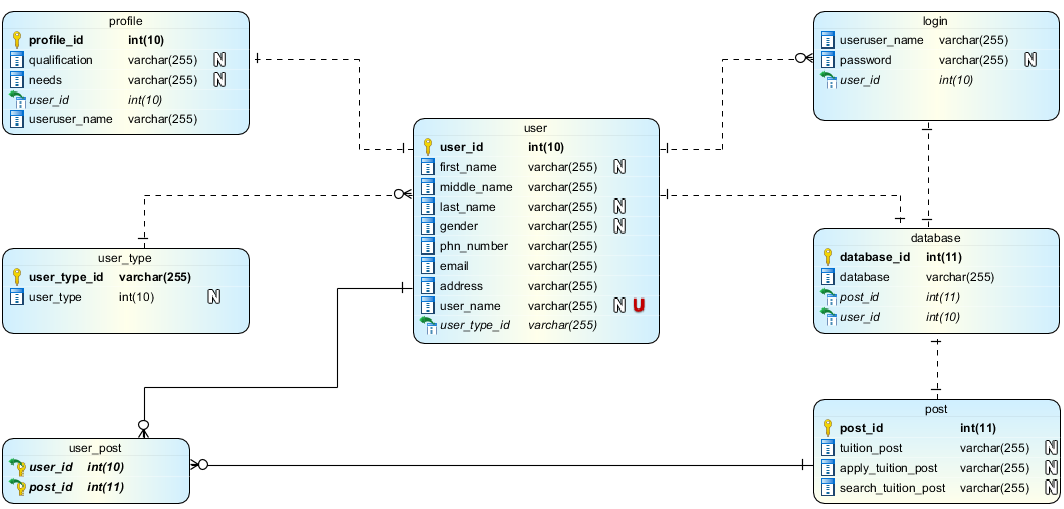 profile
profile_id int(10)
qualification varchar(255) N
needs varchar(255) N
user_id int(10)
useruser_name varchar(255)
login
useruser_name varchar(255)
password varchar(255) N
user_id int(10)
user
user_id int(10)
first_name varchar(255) N
middle_name varchar(255)
last_name varchar(255) N
gender varchar(255) N
phn_number varchar(255)
email varchar(255)
address varchar(255)
user_name varchar(255) N U
user_type_id varchar(255)
user_type
user_type_id varchar(255)
user_type int(10) N
database
database_id int(11)
database varchar(255)
post_id int(11)
user_id int(10)
user_post
user_id int(10)
post_id int(11)
post
post_id int(11)
tuition_post varchar(255) N
apply_tuition_post varchar(255) N
search_tuition_post varchar(255) N